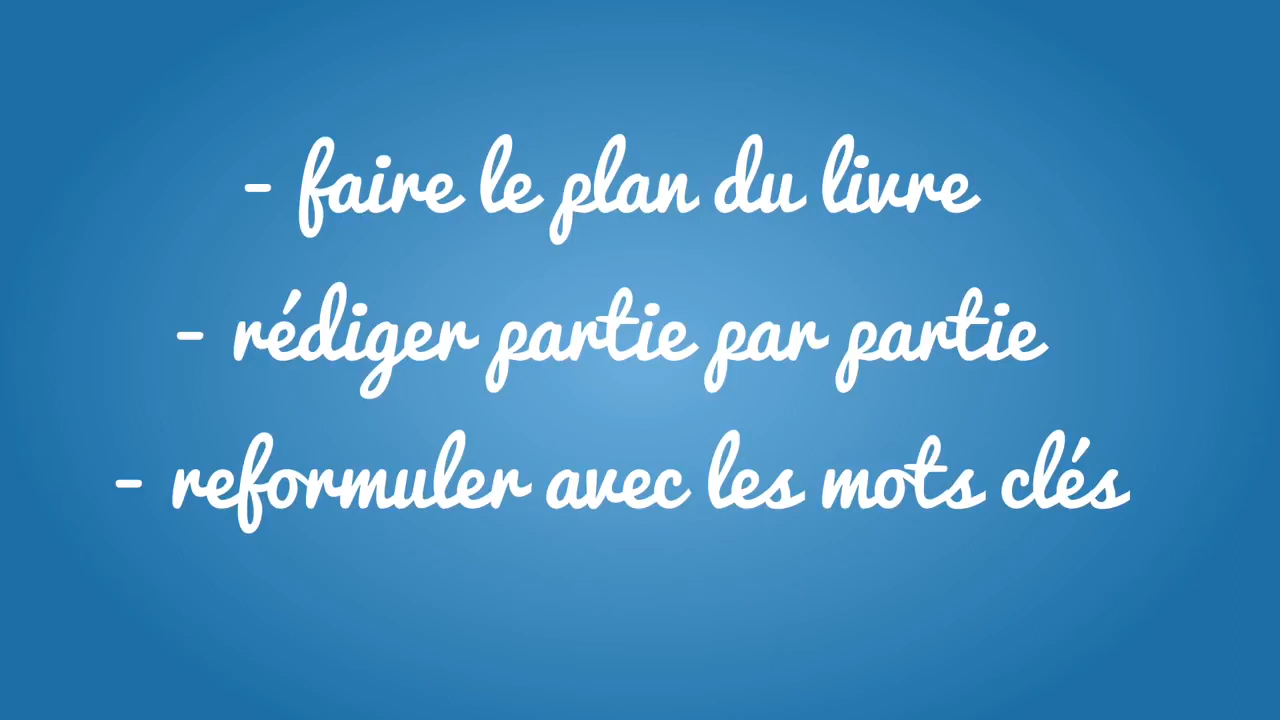 - faire le plan du livre
- rédiger partie par partie
- reformuler avec les mots clés